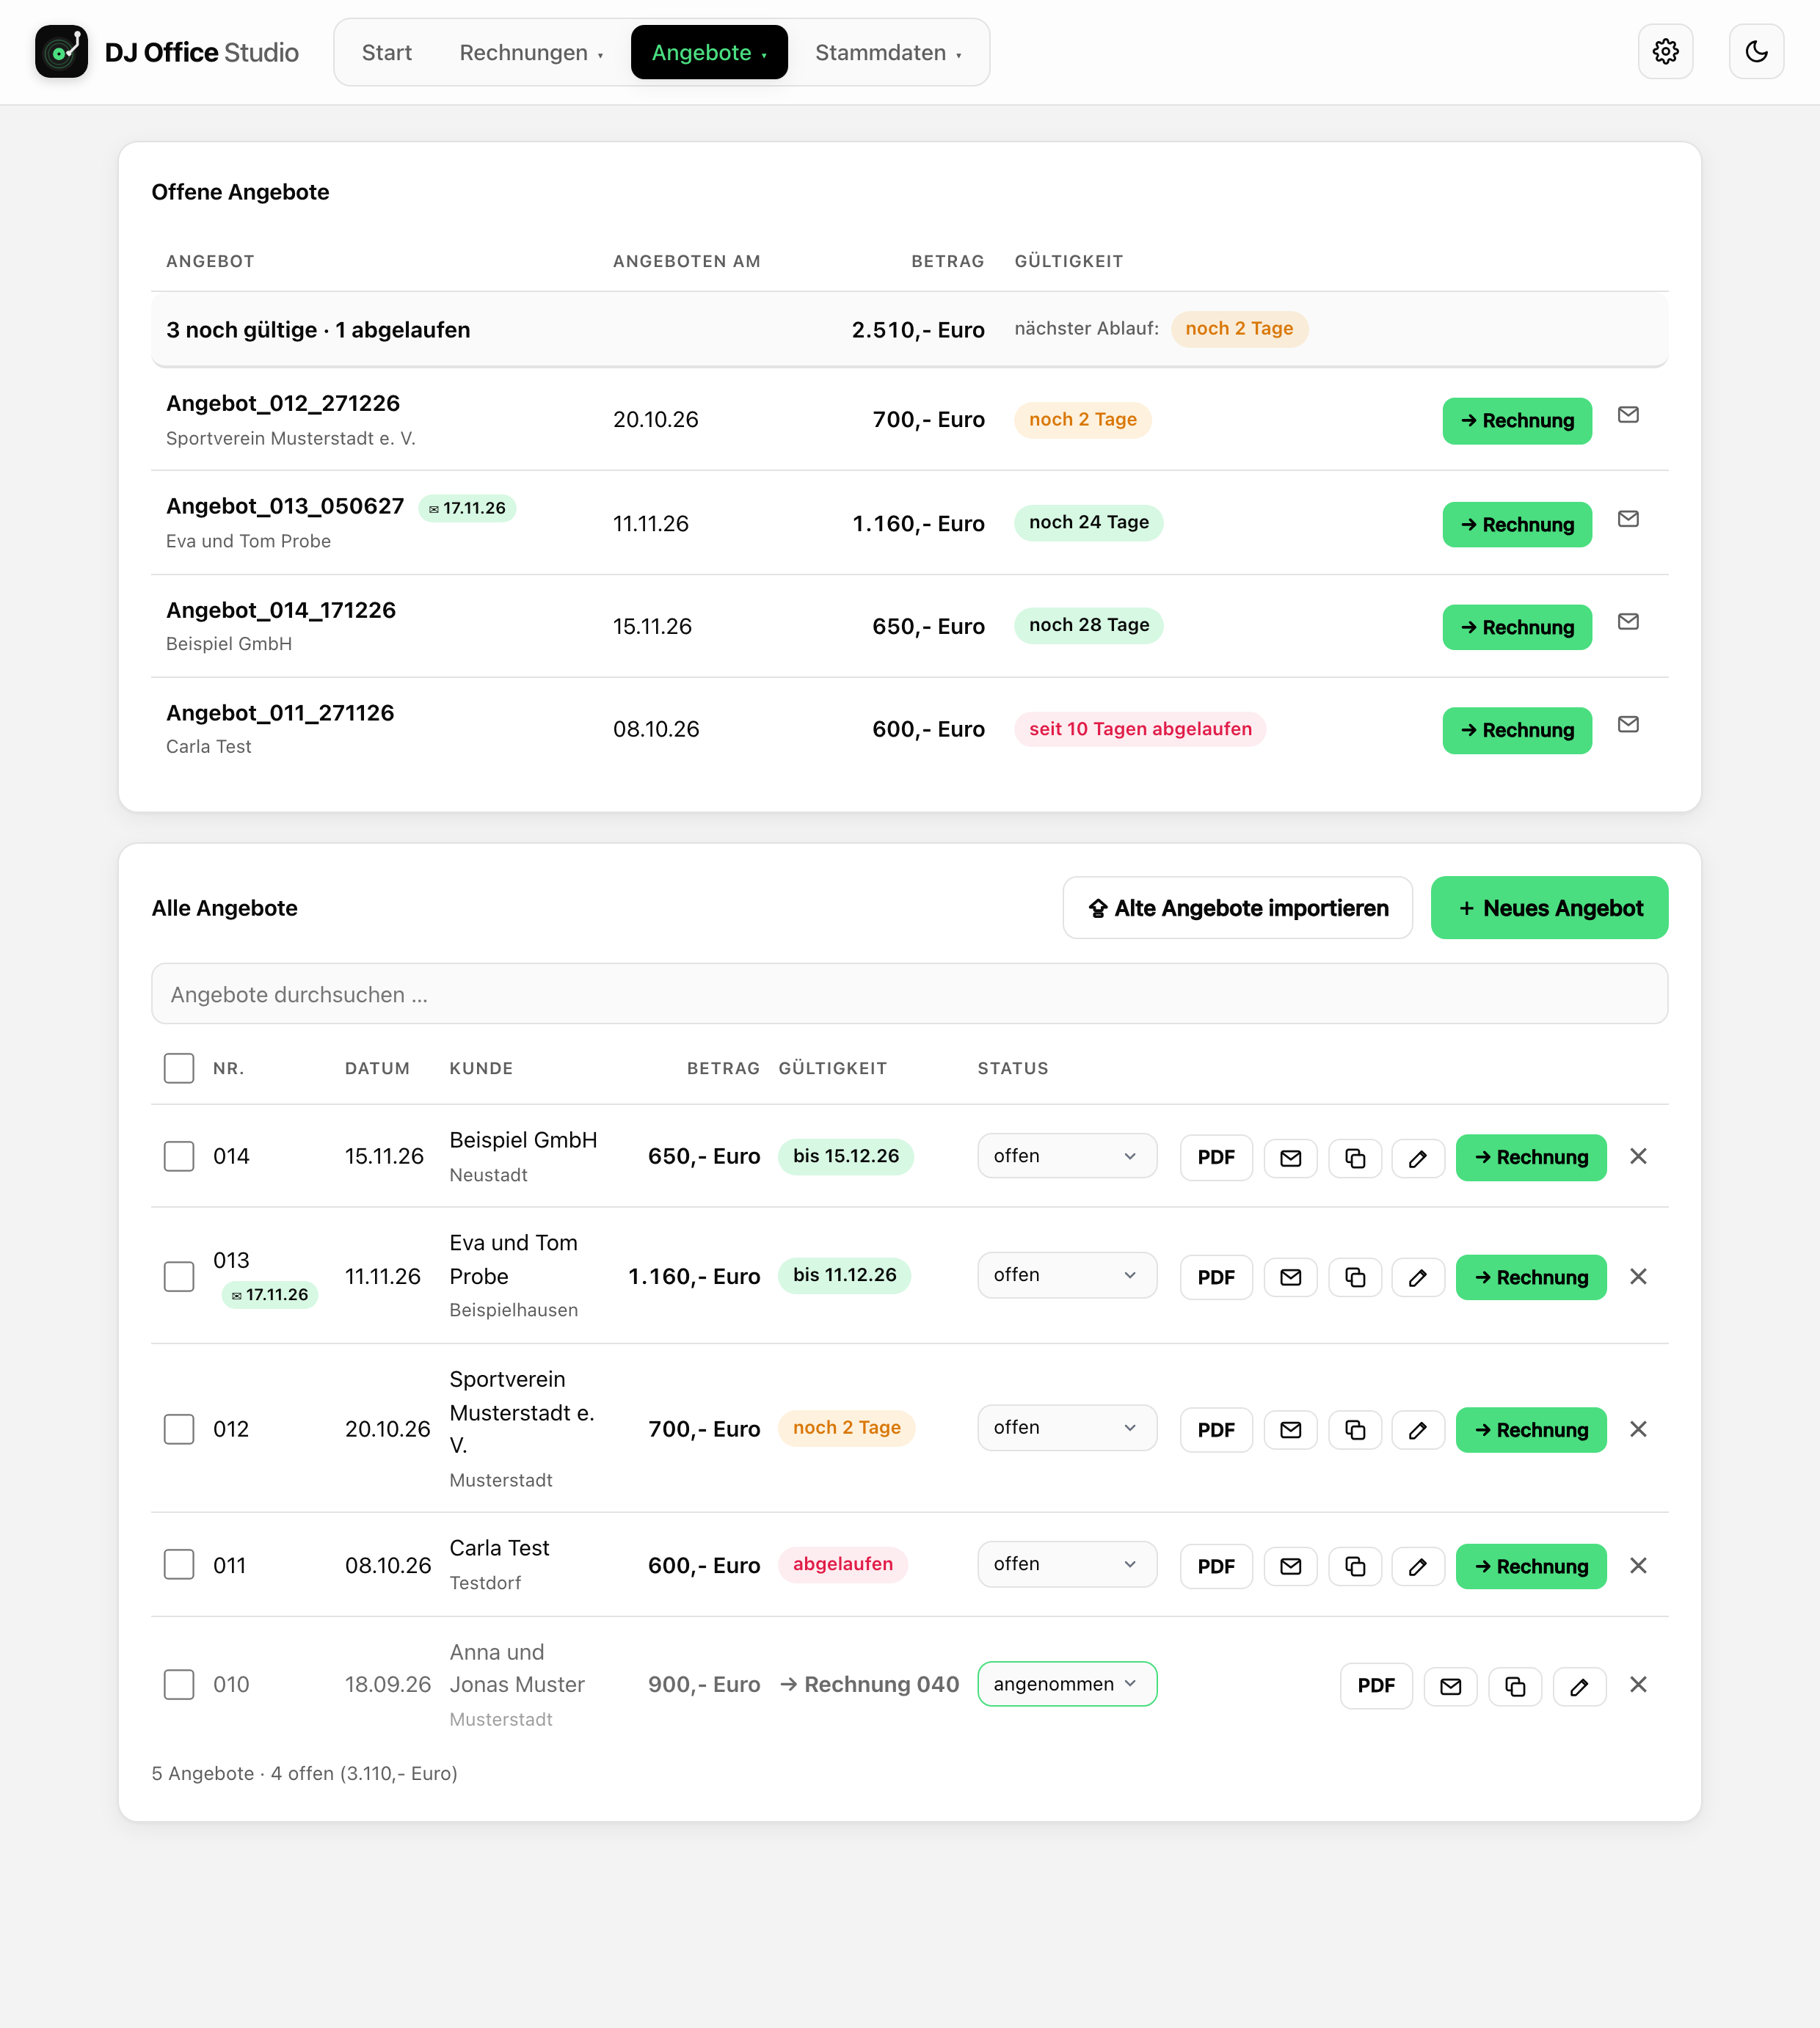 DJ Office Studio
Start
Rechnungen
Angebote
Stammdaten
Offene Angebote
ANGEBOT ANGEBOTEN AM BETRAG GÜLTIGKEIT
3 noch gültige · 1 abgelaufen 2.510,- Euro nächster Ablauf: noch 2 Tage
Angebot_012_271226
Sportverein Musterstadt e. V.
20.10.26 700,- Euro noch 2 Tage → Rechnung
Angebot_013_050627 ✉ 17.11.26
Eva und Tom Probe
11.11.26 1.160,- Euro noch 24 Tage → Rechnung
Angebot_014_171226
Beispiel GmbH
15.11.26 650,- Euro noch 28 Tage → Rechnung
Angebot_011_271126
Carla Test
08.10.26 600,- Euro seit 10 Tagen abgelaufen → Rechnung
Alle Angebote
Alte Angebote importieren
+ Neues Angebot
Angebote durchsuchen ...
NR. DATUM KUNDE BETRAG GÜLTIGKEIT STATUS
014 15.11.26 Beispiel GmbH
Neustadt
650,- Euro bis 15.12.26 offen PDF → Rechnung
013
✉ 17.11.26
11.11.26
Eva und Tom
Probe
Beispielhausen
1.160,- Euro bis 11.12.26 offen PDF → Rechnung
012 20.10.26
Sportverein
Musterstadt e.
V.
Musterstadt
700,- Euro noch 2 Tage offen PDF → Rechnung
011 08.10.26
Carla Test
Testdorf
600,- Euro abgelaufen offen PDF → Rechnung
010 18.09.26
Anna und
Jonas Muster
Musterstadt
900,- Euro → Rechnung 040 angenommen PDF
5 Angebote · 4 offen (3.110,- Euro)